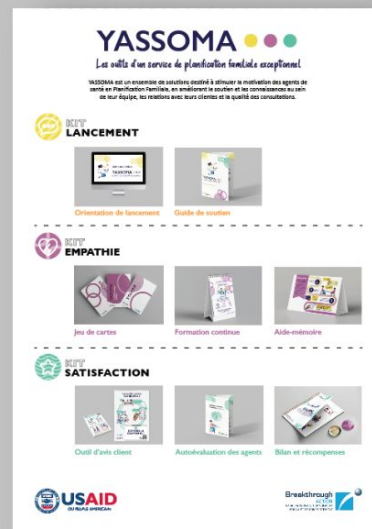 YASSOMA
Les outils d'un service de planification familiale exceptionnel
YASSOMA est un ensemble de solutions destiné à stimuler la motivation des agents de
santé en Planification Familiale, en améliorant le soutien et les connaissances au sein
de leur équipe, les relations avec leurs clientes et la qualité des consultations.
KIT
LANCEMENT
YASSOMA
Orientation de lancement
Guide de soutien
KIT
EMPATHIE
Jeu de cartes
Formation continue
Aide-mémoire
KIT
SATISFACTION
Outil d'avis client
Autoévaluation des agents
Bilan et récompenses
USAID
DU PEUPLE AMERICAIN
Breakthrough
ACTION